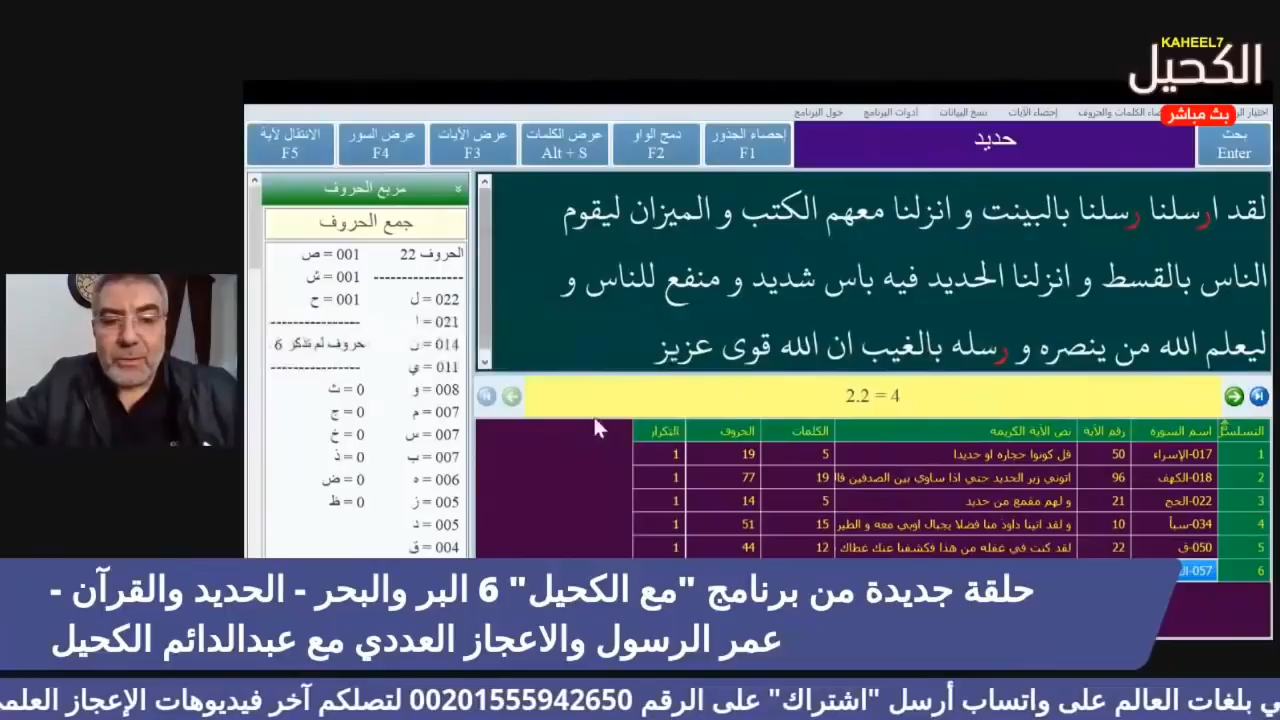 KAHEEL7
الكحيل
بث مباشر
حول البرنامج أدوات البرنامج نسخ البيانات إحصاء الآيات
بحث
Enter
حديد
إحصاء الجذور
F1
دمج الواو
F2
عرض الكلمات
Alt + S
عرض الآيات
F3
عرض السور
F4
الانتقال لآية
F5
لقد ارسلنا رسلنا بالبينت و انزلنا معهم الكتب و الميزان ليقوم
الناس بالقسط و انزلنا الحديد فيه باس شديد و منفع للناس و
ليعلم الله من ينصره و رسله بالغيب ان الله قوى عزيز
2.2 = 4
مربع الحروف
جمع الحروف
الحروف 22
----------------
022 = ل
021 = ا
014 = ن
011 = ي
008 = و
007 = م
007 = س
007 = ب
006 = ه
005 = ز
005 = د
004 = ق
001 = ص
001 = ش
001 = ح
----------------
حروف لم تذكر 6
----------------
0 = ث
0 = ج
0 = خ
0 = ذ
0 = ض
0 = ظ
التسلسل اسم السورة رقم الآية نص الآية الكريمة الكلمات الحروف التكرار
1 017-الإسراء 50 قل كونوا حجاره او حديدا 5 19 1
2 018-الكهف 96 اتوني زبر الحديد حتي اذا ساوي بين الصدفين قا 19 77 1
3 022-الحج 21 و لهم مقمع من حديد 5 14 1
4 034-سبأ 10 و لقد اتينا داود منا فضلا يجبال اوبي معه و الطير 15 51 1
5 050-ق 22 لقد كنت في غفله من هذا فكشفنا عنك غطاك 12 44 1
6 057-ال
حلقة جديدة من برنامج "مع الكحيل" 6 البر والبحر - الحديد والقرآن -
عمر الرسول والاعجاز العددي مع عبدالدائم الكحيل
ي بلغات العالم على واتساب أرسل "اشتراك" على الرقم 00201555942650 لتصلكم آخر فيديوهات الإعجاز العلم